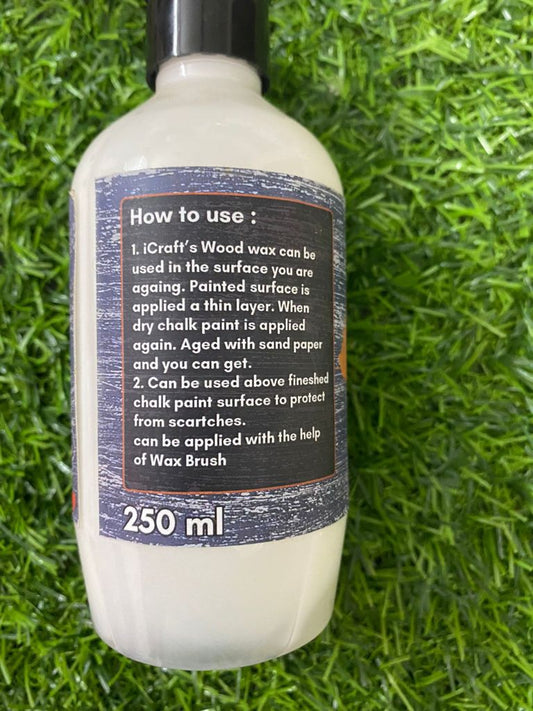 How to use :
1. iCraft's Wood wax can be
used in the surface you are
againg. Painted surface is
applied a thin layer. When
dry chalk paint is applied
again. Aged with sand paper
and you can get.
2. Can be used above fineshed
chalk paint surface to protect
from scartches.
can be applied with the help
of Wax Brush
250 ml